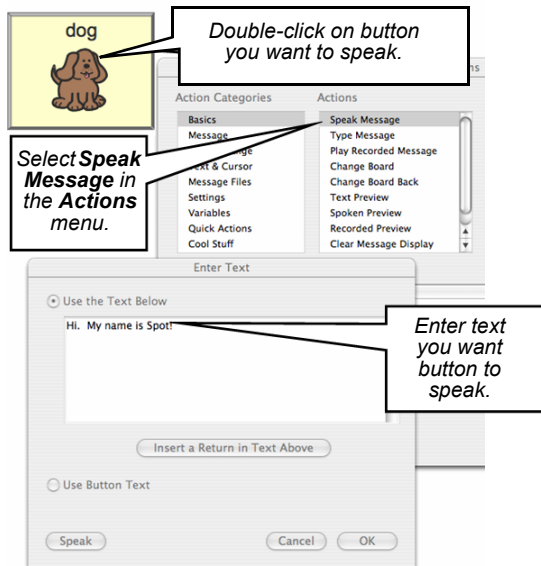 dog
Double-click on button
you want to speak.
ns
Action Categories
Actions
Basics
Message
Text & Cursor
Message Files
Settings
Variables
Quick Actions
Cool Stuff
Speak Message
Type Message
Play Recorded Message
Change Board
Change Board Back
Text Preview
Spoken Preview
Recorded Preview
Clear Message Display
Select Speak
Message in
the Actions
menu.
Enter Text
Use the Text Below
Hi. My name is Spot!
Enter text
you want
button to
speak.
Insert a Return in Text Above
Use Button Text
Speak
Cancel
OK